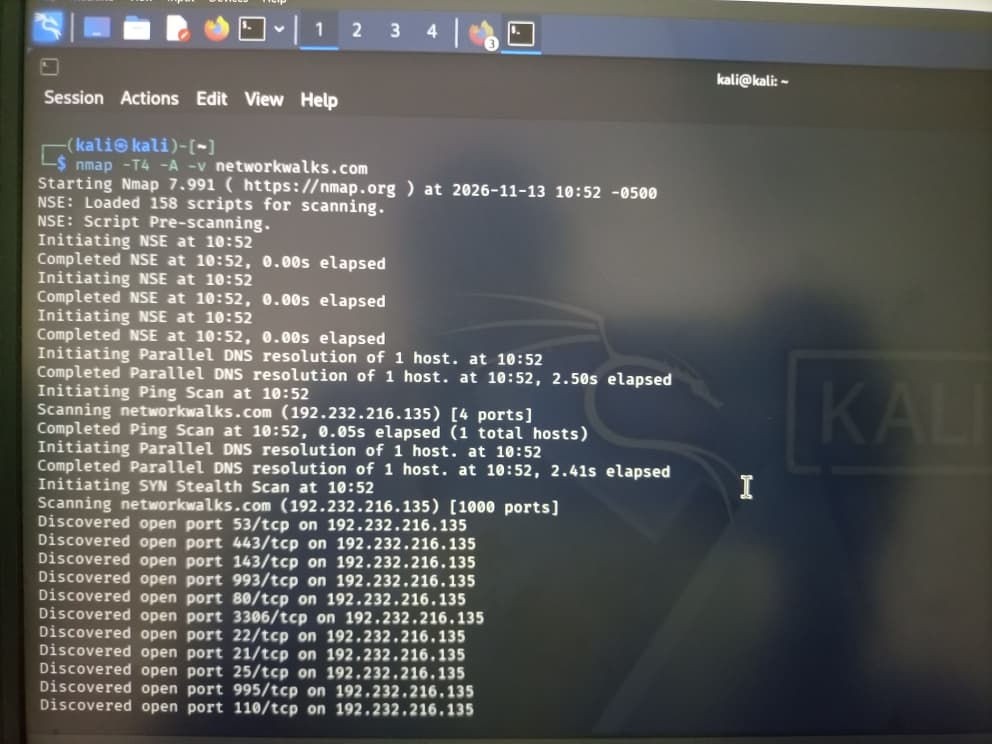 1 2 3 4
3
kali@kali: ~
Session Actions Edit View Help
┌──(kali㉿kali)-[~]
└─$ nmap -T4 -A -v networkwalks.com
Starting Nmap 7.991 ( https://nmap.org ) at 2026-11-13 10:52 -0500
NSE: Loaded 158 scripts for scanning.
NSE: Script Pre-scanning.
Initiating NSE at 10:52
Completed NSE at 10:52, 0.00s elapsed
Initiating NSE at 10:52
Completed NSE at 10:52, 0.00s elapsed
Initiating NSE at 10:52
Completed NSE at 10:52, 0.00s elapsed
Initiating Parallel DNS resolution of 1 host. at 10:52
Completed Parallel DNS resolution of 1 host. at 10:52, 2.50s elapsed
Initiating Ping Scan at 10:52
Scanning networkwalks.com (192.232.216.135) [4 ports]
Completed Ping Scan at 10:52, 0.05s elapsed (1 total hosts)
Initiating Parallel DNS resolution of 1 host. at 10:52
Completed Parallel DNS resolution of 1 host. at 10:52, 2.41s elapsed
Initiating SYN Stealth Scan at 10:52
Scanning networkwalks.com (192.232.216.135) [1000 ports]
Discovered open port 53/tcp on 192.232.216.135
Discovered open port 443/tcp on 192.232.216.135
Discovered open port 143/tcp on 192.232.216.135
Discovered open port 993/tcp on 192.232.216.135
Discovered open port 80/tcp on 192.232.216.135
Discovered open port 3306/tcp on 192.232.216.135
Discovered open port 22/tcp on 192.232.216.135
Discovered open port 21/tcp on 192.232.216.135
Discovered open port 25/tcp on 192.232.216.135
Discovered open port 995/tcp on 192.232.216.135
Discovered open port 110/tcp on 192.232.216.135
KALI